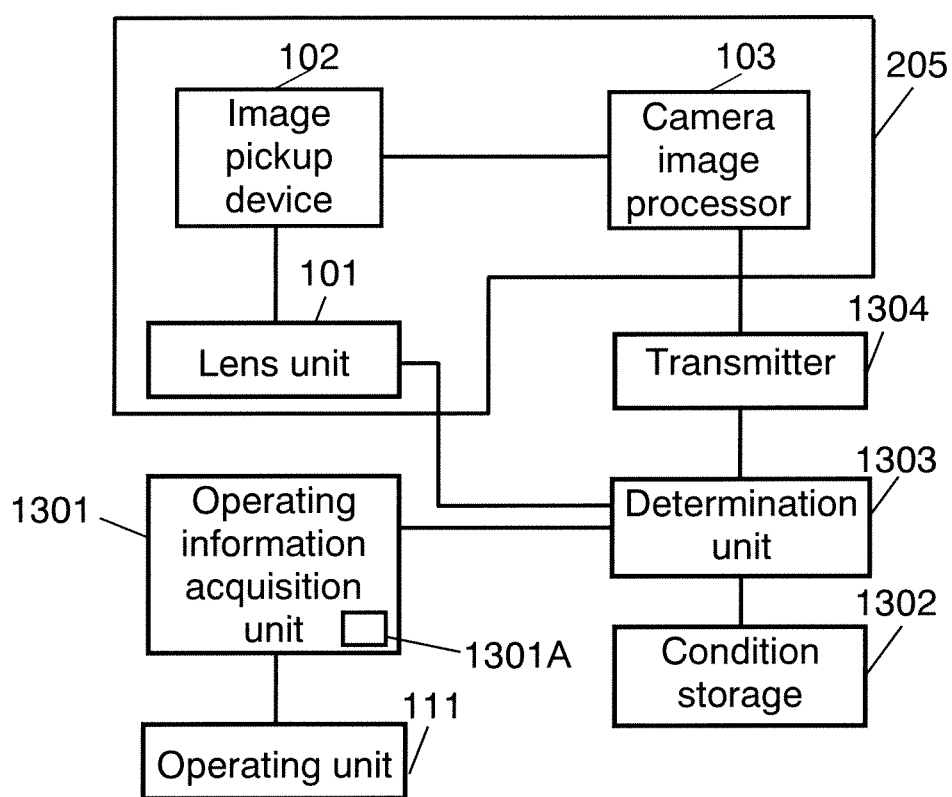 102
103
205
Image
pickup
device
Camera
image
processor
101
Lens unit
1304
Transmitter
1303
1301
Operating
information
acquisition
unit
Determination
unit
1302
1301A
Condition
storage
111
Operating unit